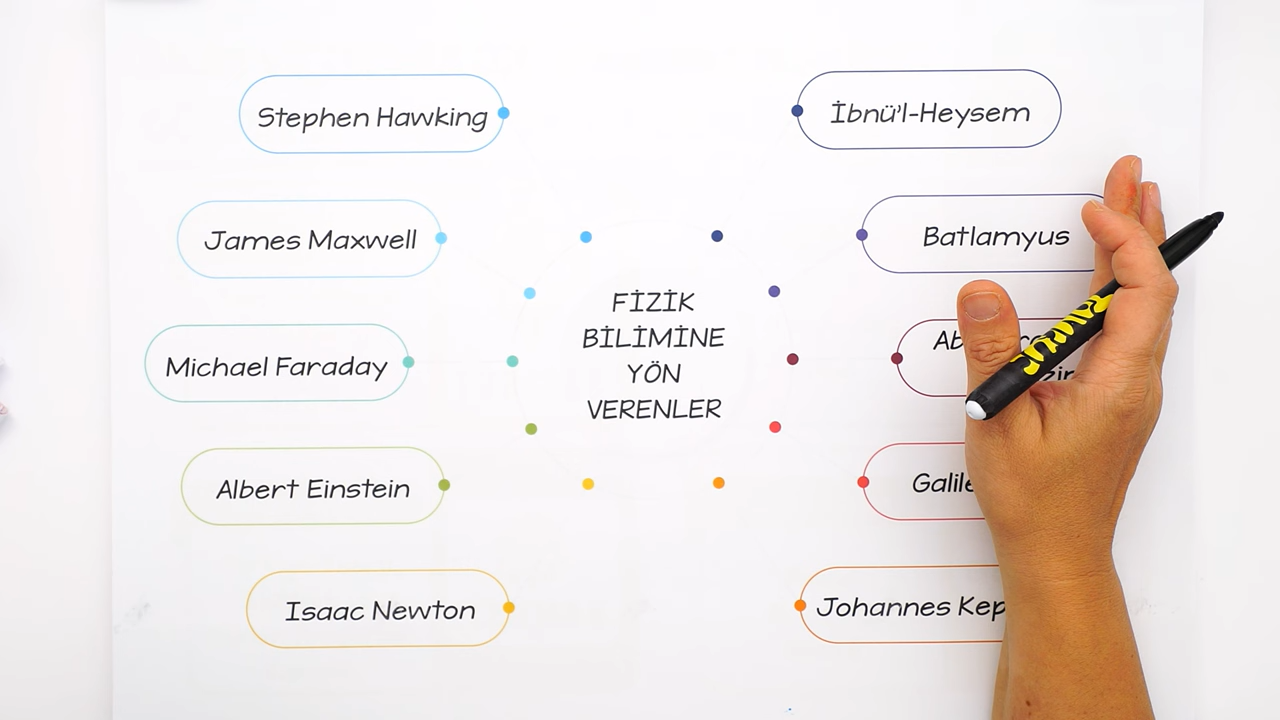 Stephen Hawking
James Maxwell
Michael Faraday
Albert Einstein
Isaac Newton
FİZİK
BİLİMİNE
YÖN
VERENLER
İbnü'l-Heysem
Batlamyus
Johannes